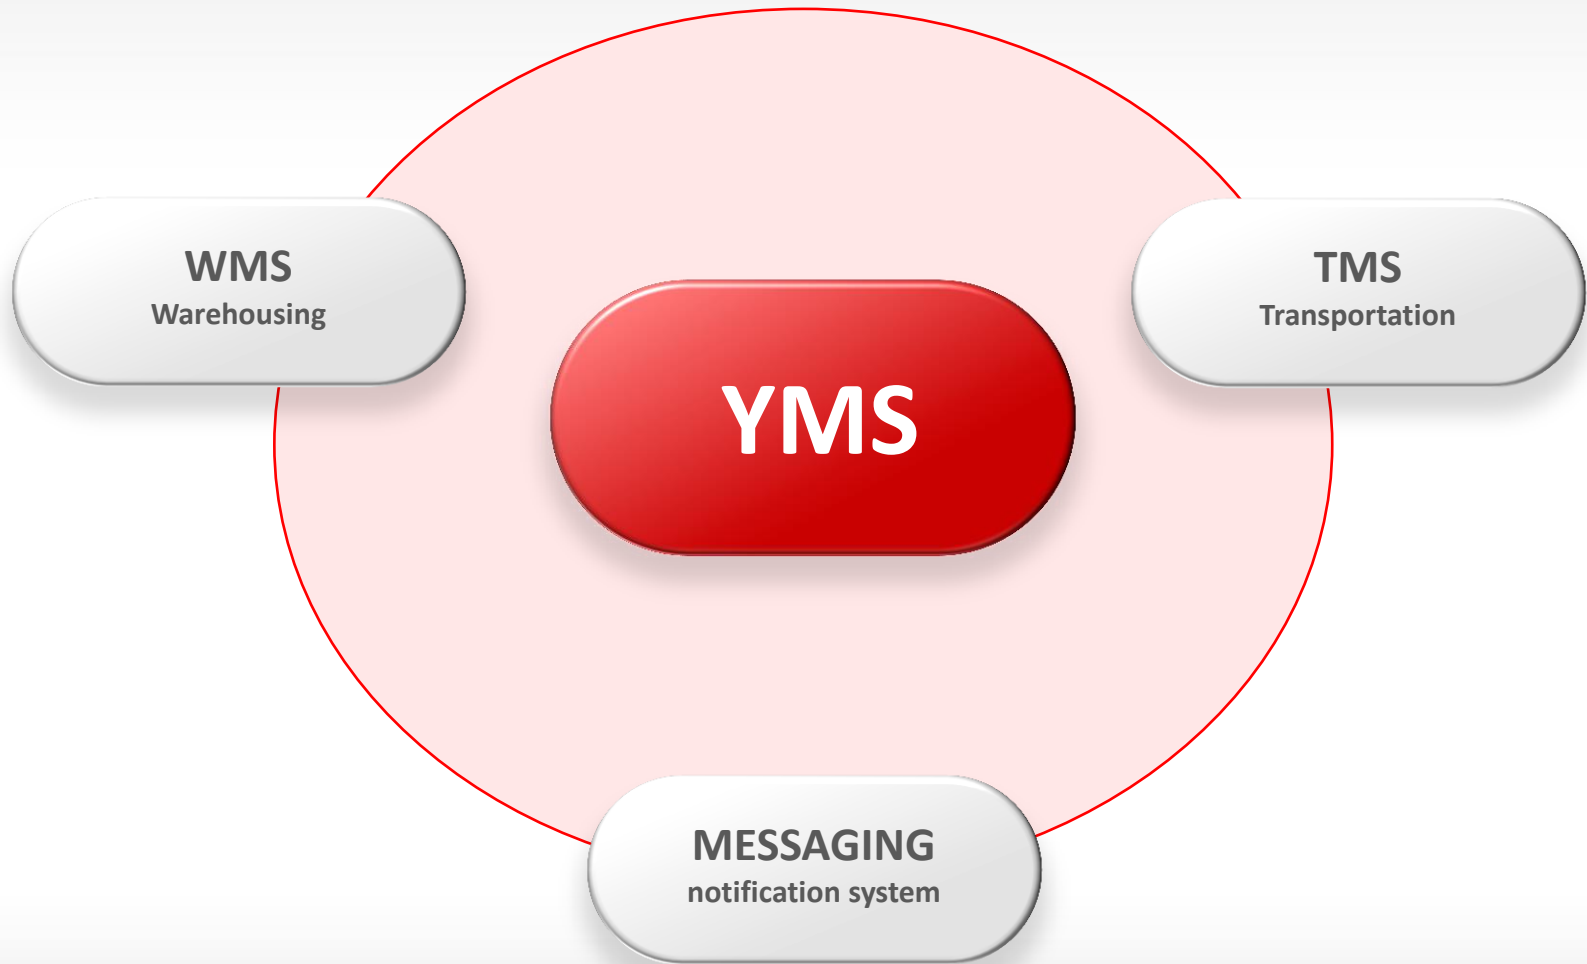 WMS
Warehousing
TMS
Transportation
YMS
MESSAGING
notification system